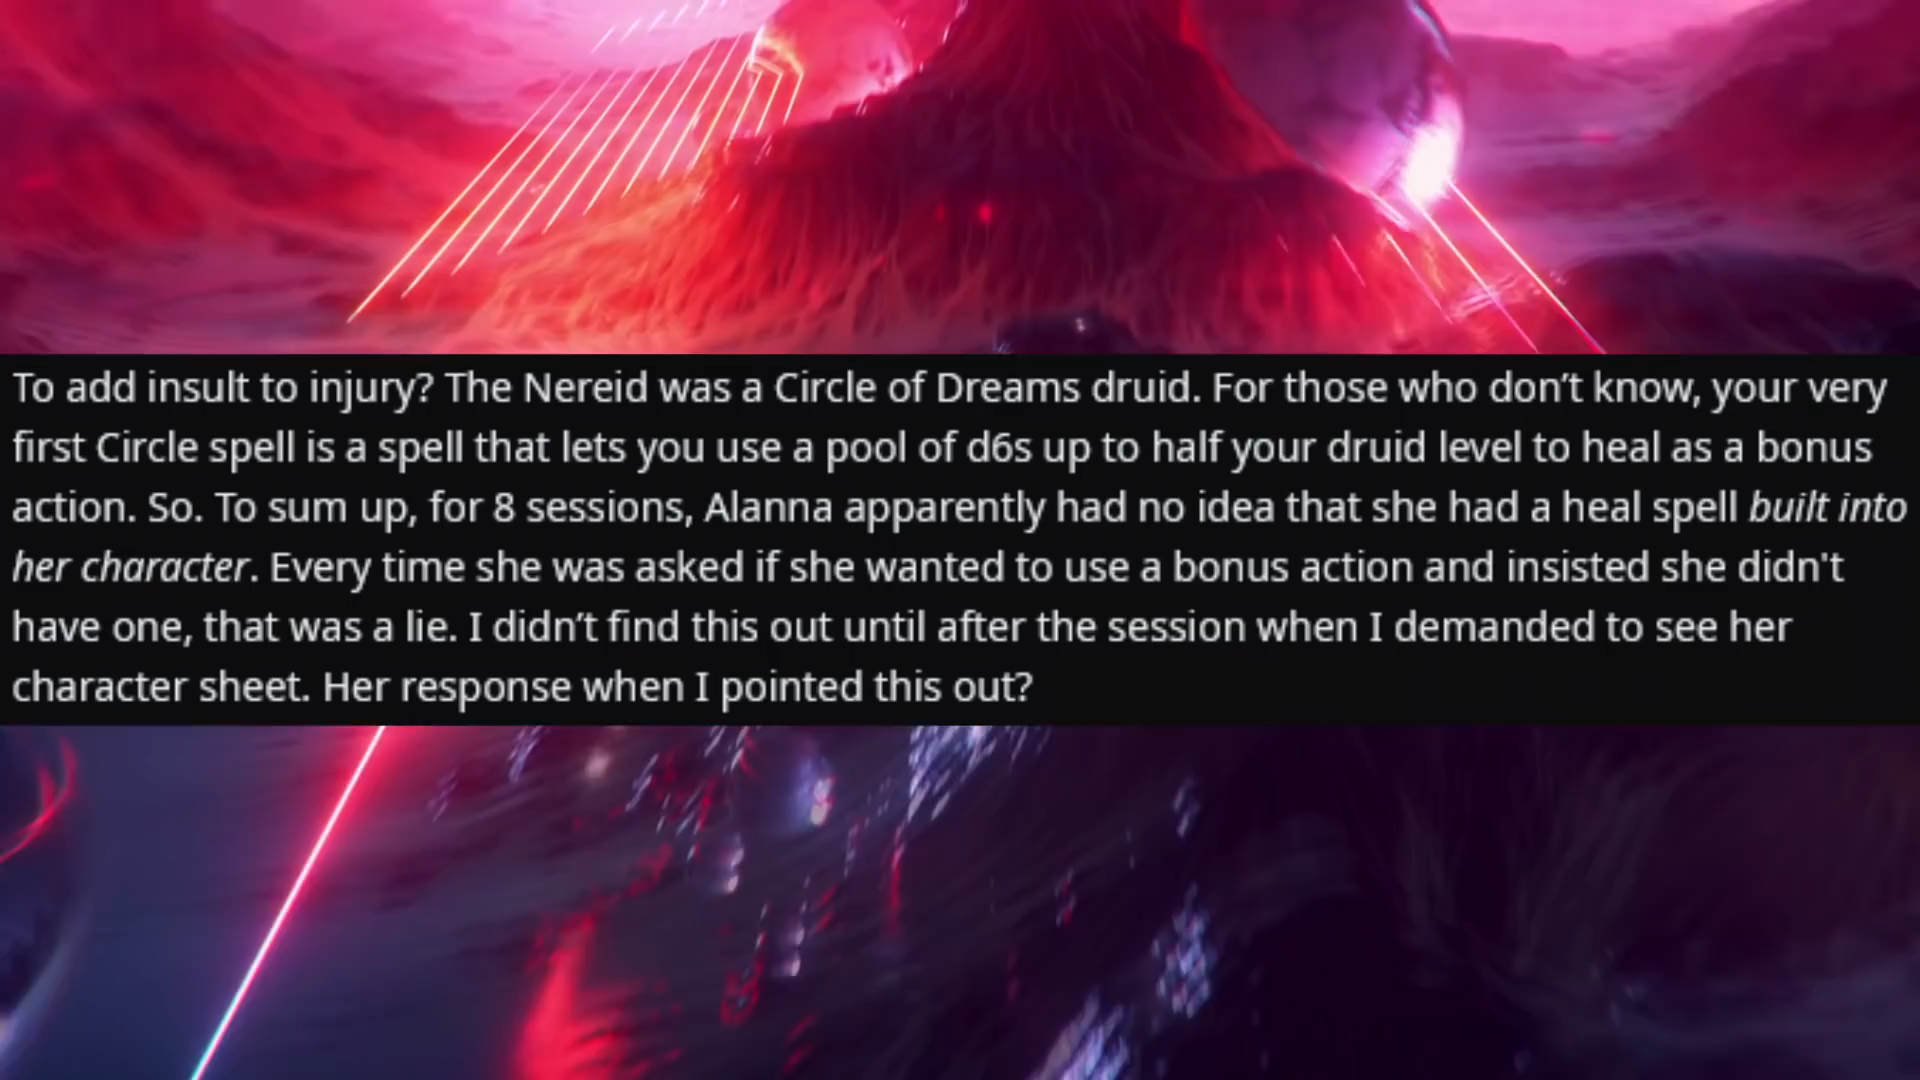 To add insult to injury? The Nereid was a Circle of Dreams druid. For those who don’t know, your very
first Circle spell is a spell that lets you use a pool of d6s up to half your druid level to heal as a bonus
action. So. To sum up, for 8 sessions, Alanna apparently had no idea that she had a heal spell built into
her character. Every time she was asked if she wanted to use a bonus action and insisted she didn't
have one, that was a lie. I didn’t find this out until after the session when I demanded to see her
character sheet. Her response when I pointed this out?